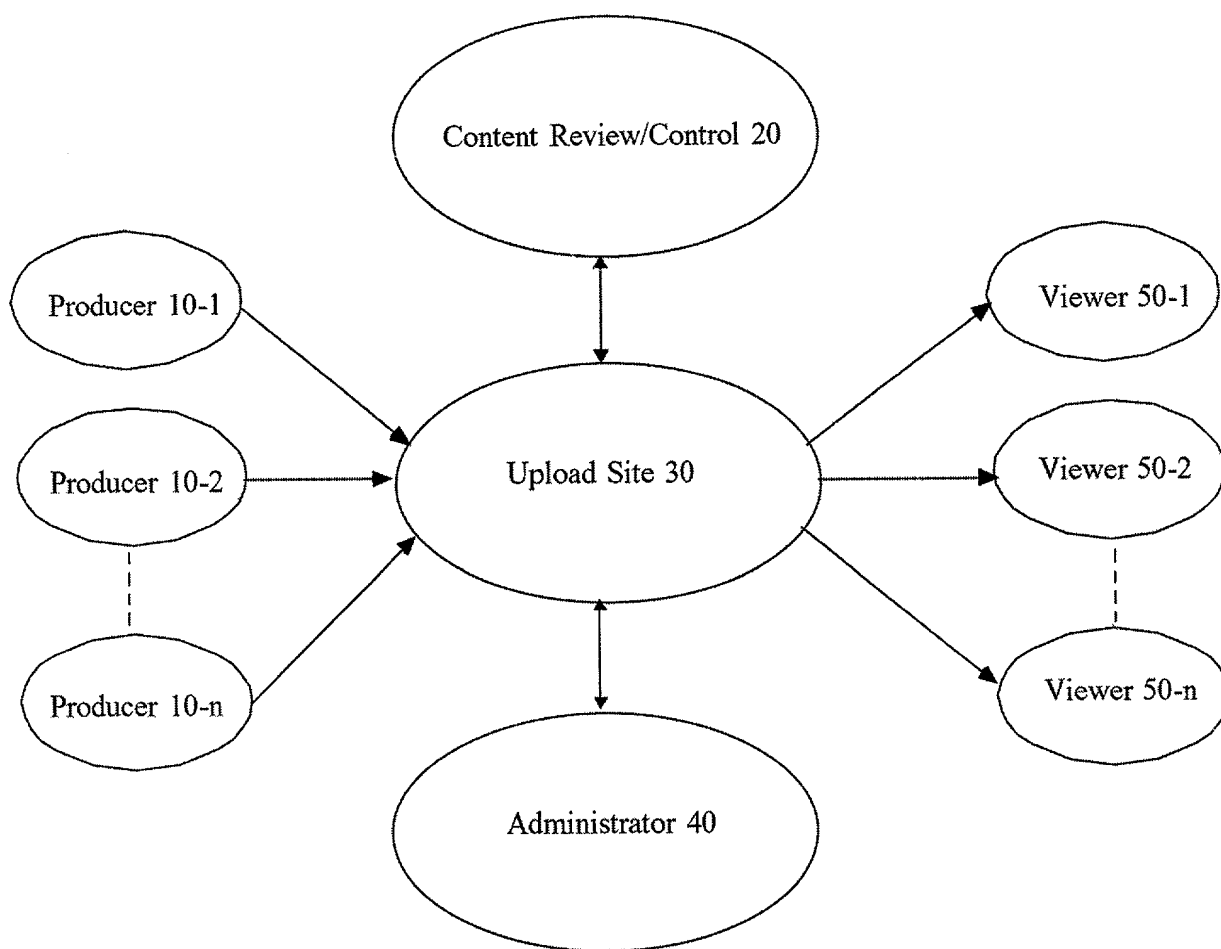 Content Review/Control 20
Producer 10-1
Viewer 50-1
Producer 10-2
Upload Site 30
Viewer 50-2
Producer 10-n
Viewer 50-n
Administrator 40